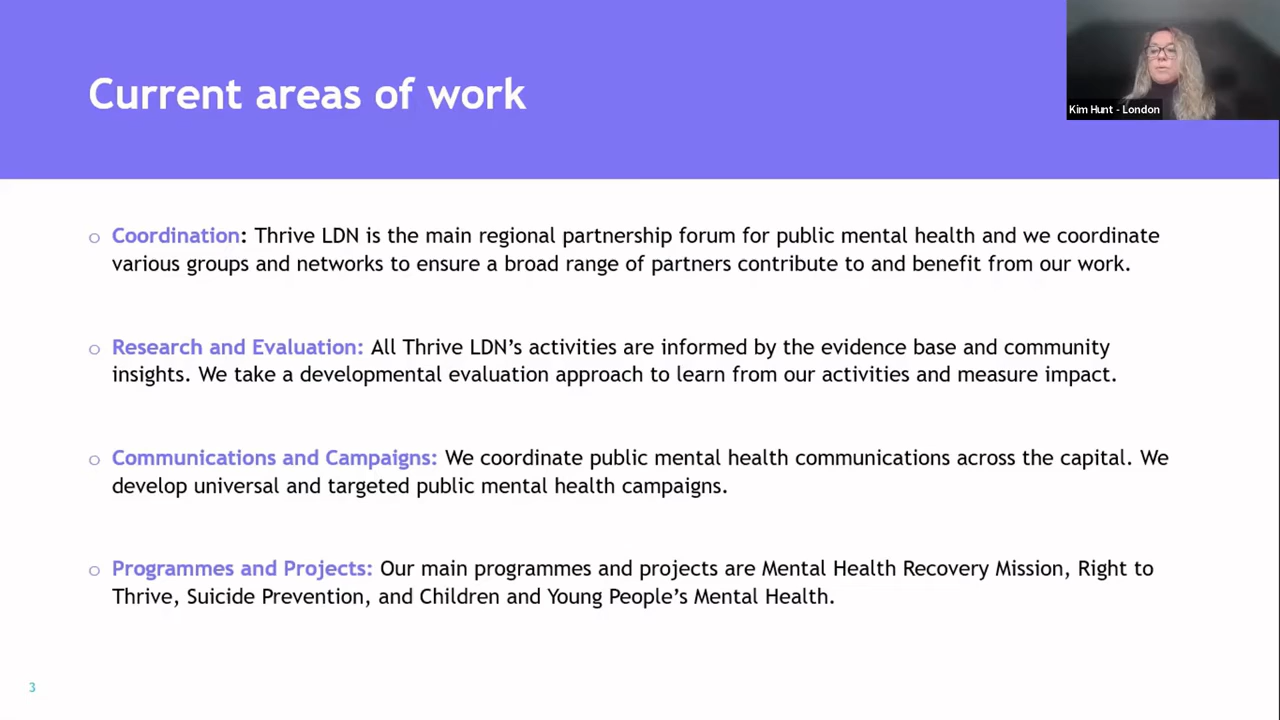 Current areas of work
Kim Hunt - London
o Coordination: Thrive LDN is the main regional partnership forum for public mental health and we coordinate
various groups and networks to ensure a broad range of partners contribute to and benefit from our work.
o Research and Evaluation: All Thrive LDN’s activities are informed by the evidence base and community
insights. We take a developmental evaluation approach to learn from our activities and measure impact.
o Communications and Campaigns: We coordinate public mental health communications across the capital. We
develop universal and targeted public mental health campaigns.
o Programmes and Projects: Our main programmes and projects are Mental Health Recovery Mission, Right to
Thrive, Suicide Prevention, and Children and Young People’s Mental Health.
3